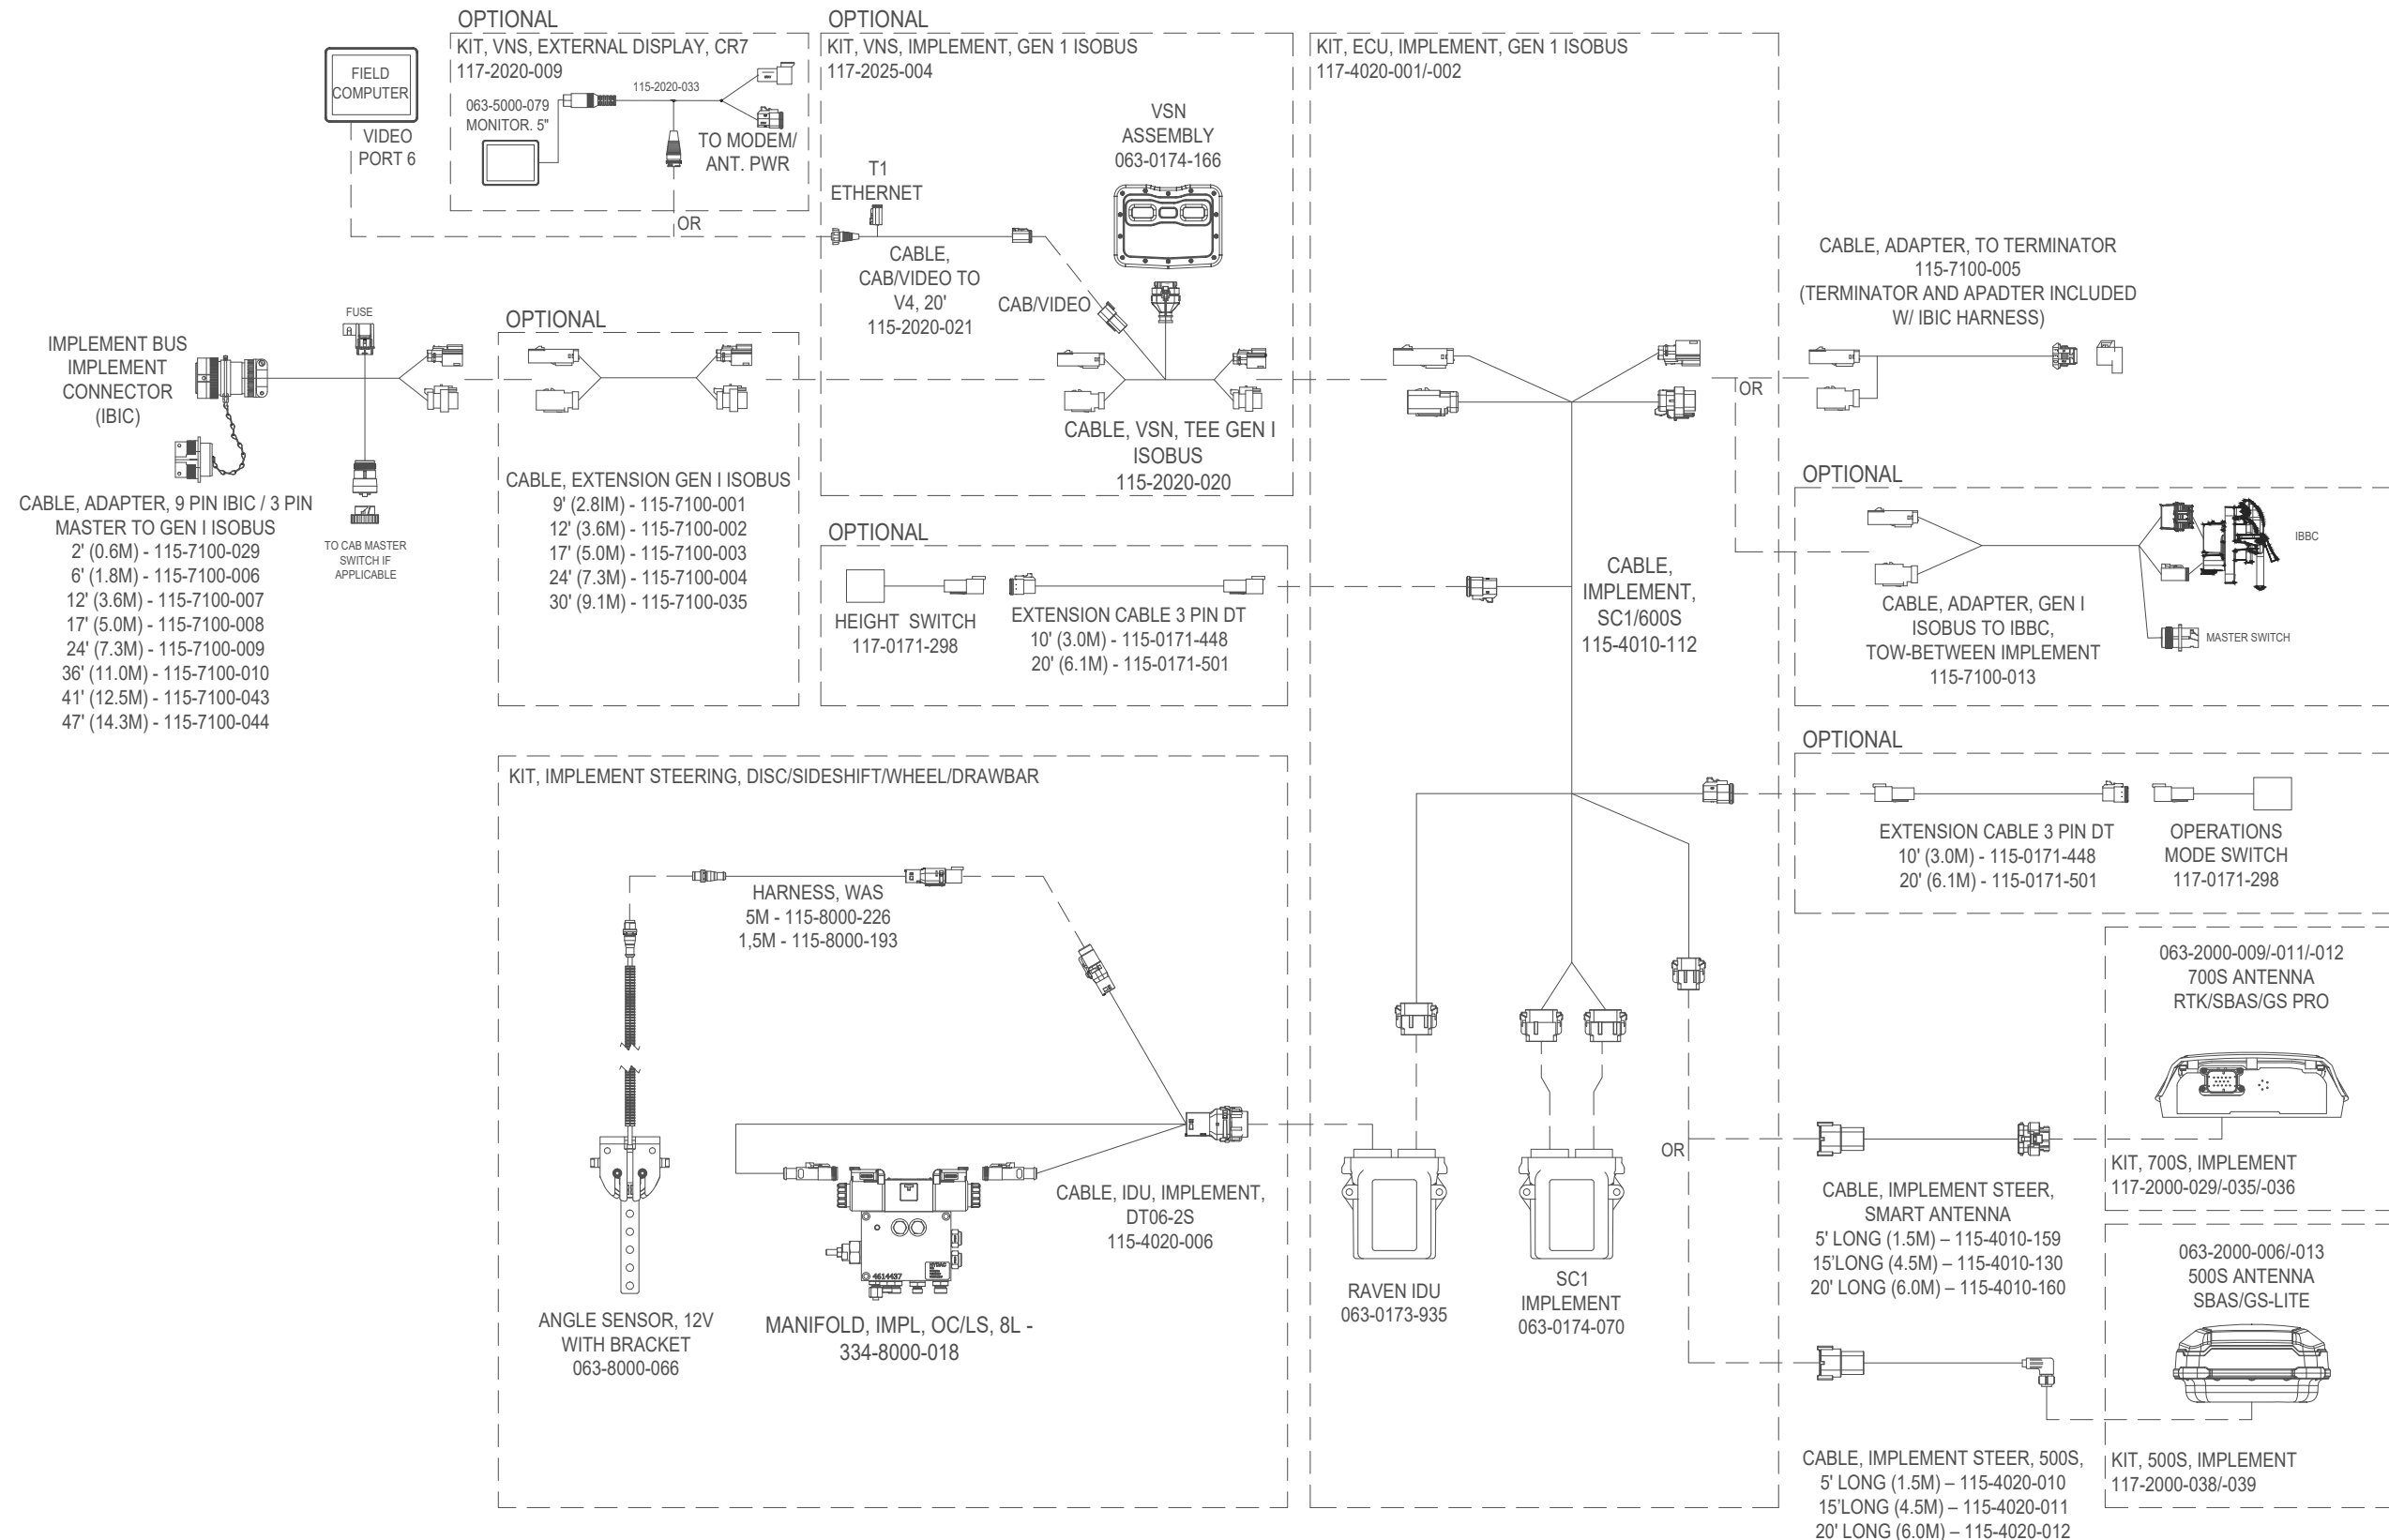 OPTIONAL
KIT, VNS, EXTERNAL DISPLAY, CR7
117-2020-009
115-2020-033
063-5000-079
MONITOR. 5"
TO MODEM/
ANT. PWR
FIELD
COMPUTER
VIDEO
PORT 6
OR
OPTIONAL
KIT, VNS, IMPLEMENT, GEN 1 ISOBUS
117-2025-004
VSN
ASSEMBLY
063-0174-166
T1
ETHERNET
CABLE,
CAB/VIDEO TO
V4, 20'
115-2020-021
CAB/VIDEO
CABLE, VSN, TEE GEN I
ISOBUS
115-2020-020
KIT, ECU, IMPLEMENT, GEN 1 ISOBUS
117-4020-001/-002
CABLE, ADAPTER, TO TERMINATOR
115-7100-005
(TERMINATOR AND APADTER INCLUDED
W/ IBIC HARNESS)
OR
IMPLEMENT BUS
IMPLEMENT
CONNECTOR
(IBIC)
FUSE
TO CAB MASTER
SWITCH IF
APPLICABLE
CABLE, ADAPTER, 9 PIN IBIC / 3 PIN
MASTER TO GEN I ISOBUS
2' (0.6M) - 115-7100-029
6' (1.8M) - 115-7100-006
12' (3.6M) - 115-7100-007
17' (5.0M) - 115-7100-008
24' (7.3M) - 115-7100-009
36' (11.0M) - 115-7100-010
41' (12.5M) - 115-7100-043
47' (14.3M) - 115-7100-044
OPTIONAL
CABLE, EXTENSION GEN I ISOBUS
9' (2.8IM) - 115-7100-001
12' (3.6M) - 115-7100-002
17' (5.0M) - 115-7100-003
24' (7.3M) - 115-7100-004
30' (9.1M) - 115-7100-035
OPTIONAL
HEIGHT SWITCH
117-0171-298
EXTENSION CABLE 3 PIN DT
10' (3.0M) - 115-0171-448
20' (6.1M) - 115-0171-501
CABLE,
IMPLEMENT,
SC1/600S
115-4010-112
OPTIONAL
IBBC
MASTER SWITCH
CABLE, ADAPTER, GEN I
ISOBUS TO IBBC,
TOW-BETWEEN IMPLEMENT
115-7100-013
OPTIONAL
EXTENSION CABLE 3 PIN DT
10' (3.0M) - 115-0171-448
20' (6.1M) - 115-0171-501
OPERATIONS
MODE SWITCH
117-0171-298
KIT, IMPLEMENT STEERING, DISC/SIDESHIFT/WHEEL/DRAWBAR
HARNESS, WAS
5M - 115-8000-226
1,5M - 115-8000-193
ANGLE SENSOR, 12V
WITH BRACKET
063-8000-066
4614437
MANIFOLD, IMPL, OC/LS, 8L -
334-8000-018
CABLE, IDU, IMPLEMENT,
DT06-2S
115-4020-006
RAVEN IDU
063-0173-935
SC1
IMPLEMENT
063-0174-070
OR
063-2000-009/-011/-012
700S ANTENNA
RTK/SBAS/GS PRO
KIT, 700S, IMPLEMENT
117-2000-029/-035/-036
CABLE, IMPLEMENT STEER,
SMART ANTENNA
5' LONG (1.5M) – 115-4010-159
15'LONG (4.5M) – 115-4010-130
20' LONG (6.0M) – 115-4010-160
063-2000-006/-013
500S ANTENNA
SBAS/GS-LITE
KIT, 500S, IMPLEMENT
117-2000-038/-039
CABLE, IMPLEMENT STEER, 500S,
5' LONG (1.5M) – 115-4020-010
15'LONG (4.5M) – 115-4020-011
20' LONG (6.0M) – 115-4020-012